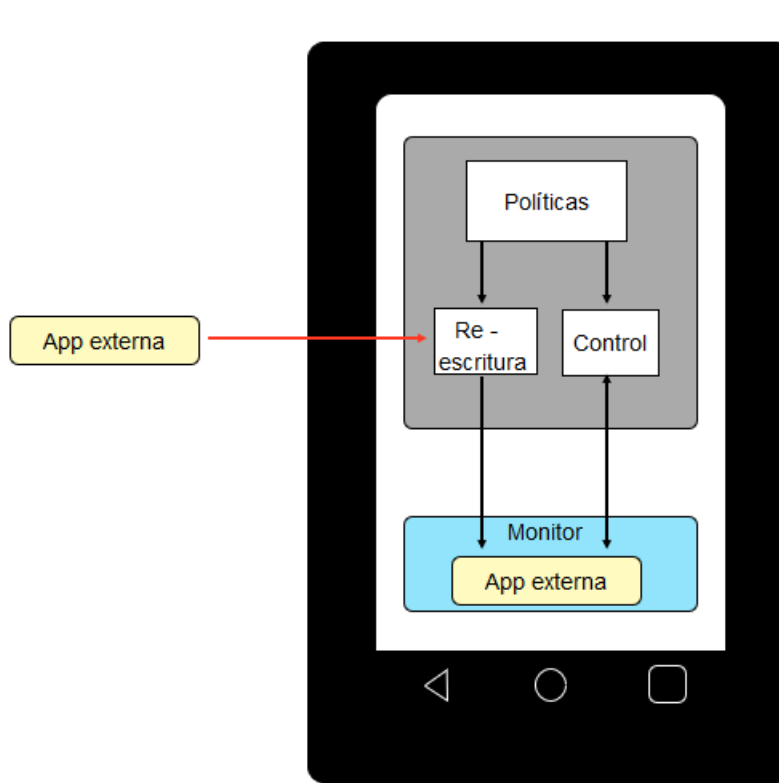 Políticas
App externa
Re -
escritura
Control
Monitor
App externa